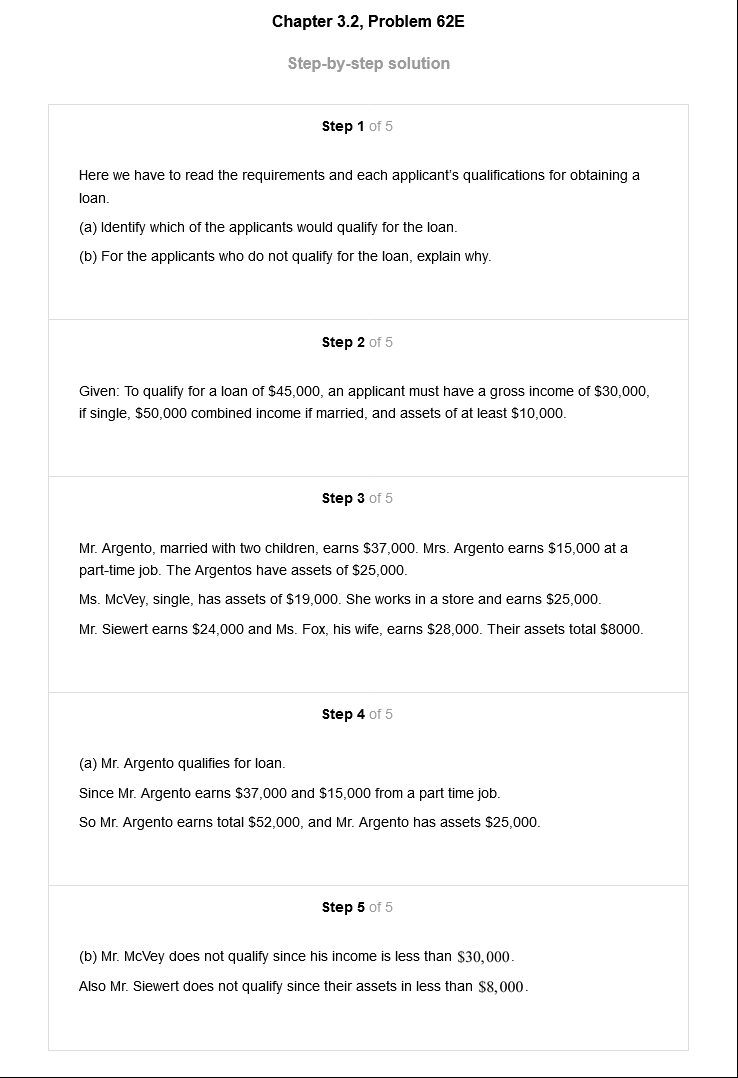 Chapter 3.2, Problem 62E
Step-by-step solution
Step 1 of 5
Here we have to read the requirements and each applicant's qualifications for obtaining a
loan.
(a) Identify which of the applicants would qualify for the loan.
(b) For the applicants who do not qualify for the loan, explain why.
Step 2 of 5
Given: To qualify for a loan of $45,000, an applicant must have a gross income of $30,000,
if single, $50,000 combined income if married, and assets of at least $10,000.
Step 3 of 5
Mr. Argento, married with two children, earns $37,000. Mrs. Argento earns $15,000 at a
part-time job. The Argentos have assets of $25,000.
Ms. McVey, single, has assets of $19,000. She works in a store and earns $25,000.
Mr. Siewert earns $24,000 and Ms. Fox, his wife, earns $28,000. Their assets total $8000.
Step 4 of 5
(a) Mr. Argento qualifies for loan.
Since Mr. Argento earns $37,000 and $15,000 from a part time job.
So Mr. Argento earns total $52,000, and Mr. Argento has assets $25,000.
Step 5 of 5
(b) Mr. McVey does not qualify since his income is less than $30,000.
Also Mr. Siewert does not qualify since their assets in less than $8,000.